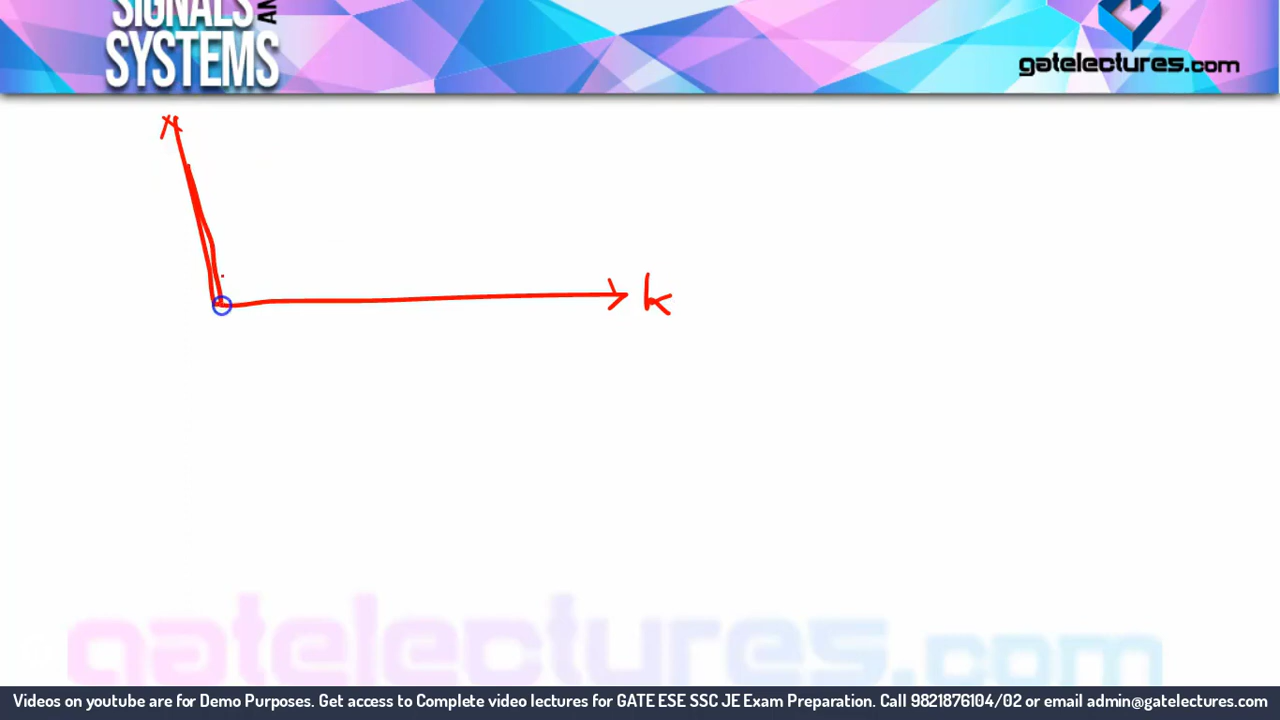 SIGNALS AND
SYSTEMS
gatelectures.com
k
gatelectures.com
Videos on youtube are for Demo Purposes. Get access to Complete video lectures for GATE ESE SSC JE Exam Preparation. Call 9821876104/02 or email admin@gatelectures.com